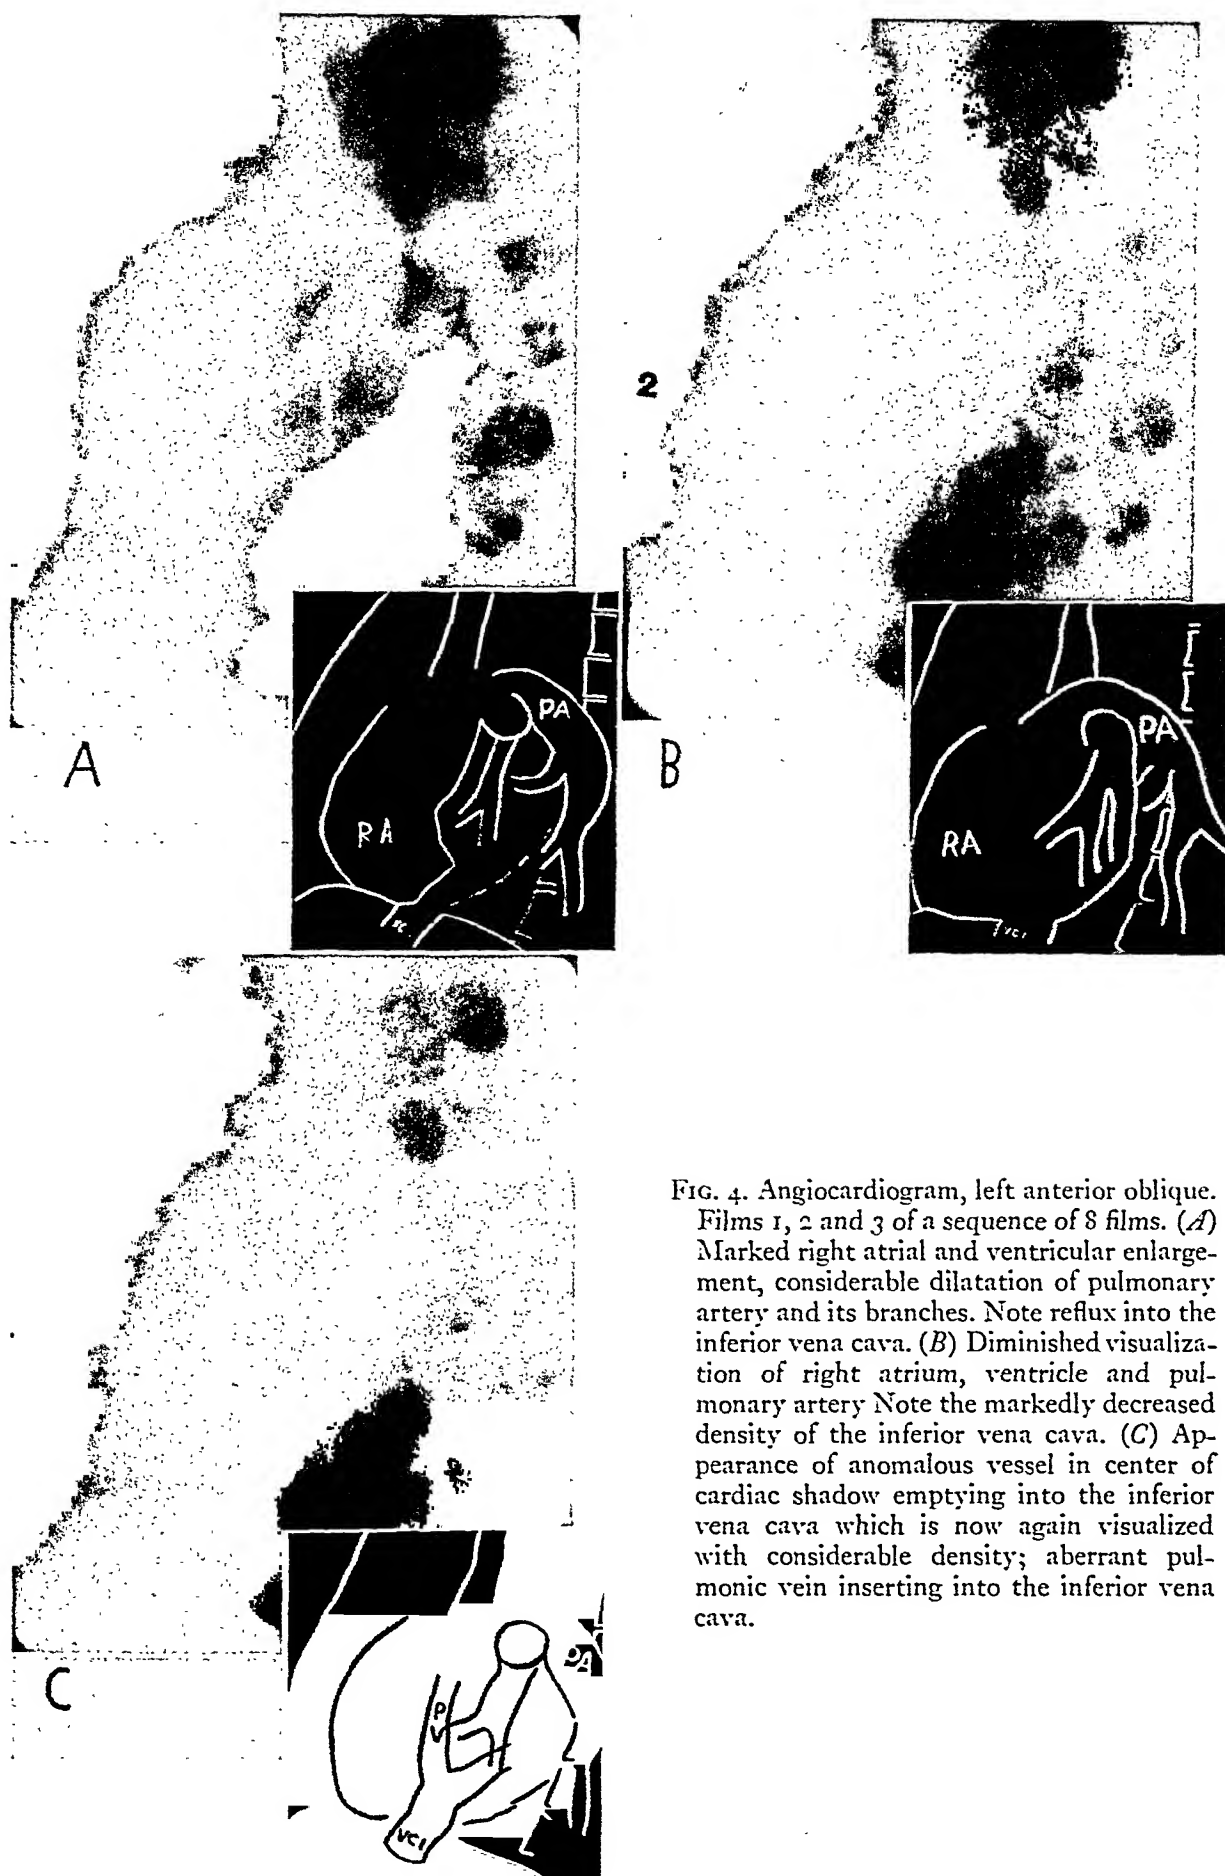 2
A
PA
RA
VC.
B
PA
RA
VCI
C
PA
P
V
VCI
FIG. 4. Angiocardiogram, left anterior oblique.
Films 1, 2 and 3 of a sequence of 8 films. (A)
Marked right atrial and ventricular enlarge-
ment, considerable dilatation of pulmonary
artery and its branches. Note reflux into the
inferior vena cava. (B) Diminished visualiza-
tion of right atrium, ventricle and pul-
monary artery Note the markedly decreased
density of the inferior vena cava. (C) Ap-
pearance of anomalous vessel in center of
cardiac shadow emptying into the inferior
vena cava which is now again visualized
with considerable density; aberrant pul-
monic vein inserting into the inferior vena
cava.